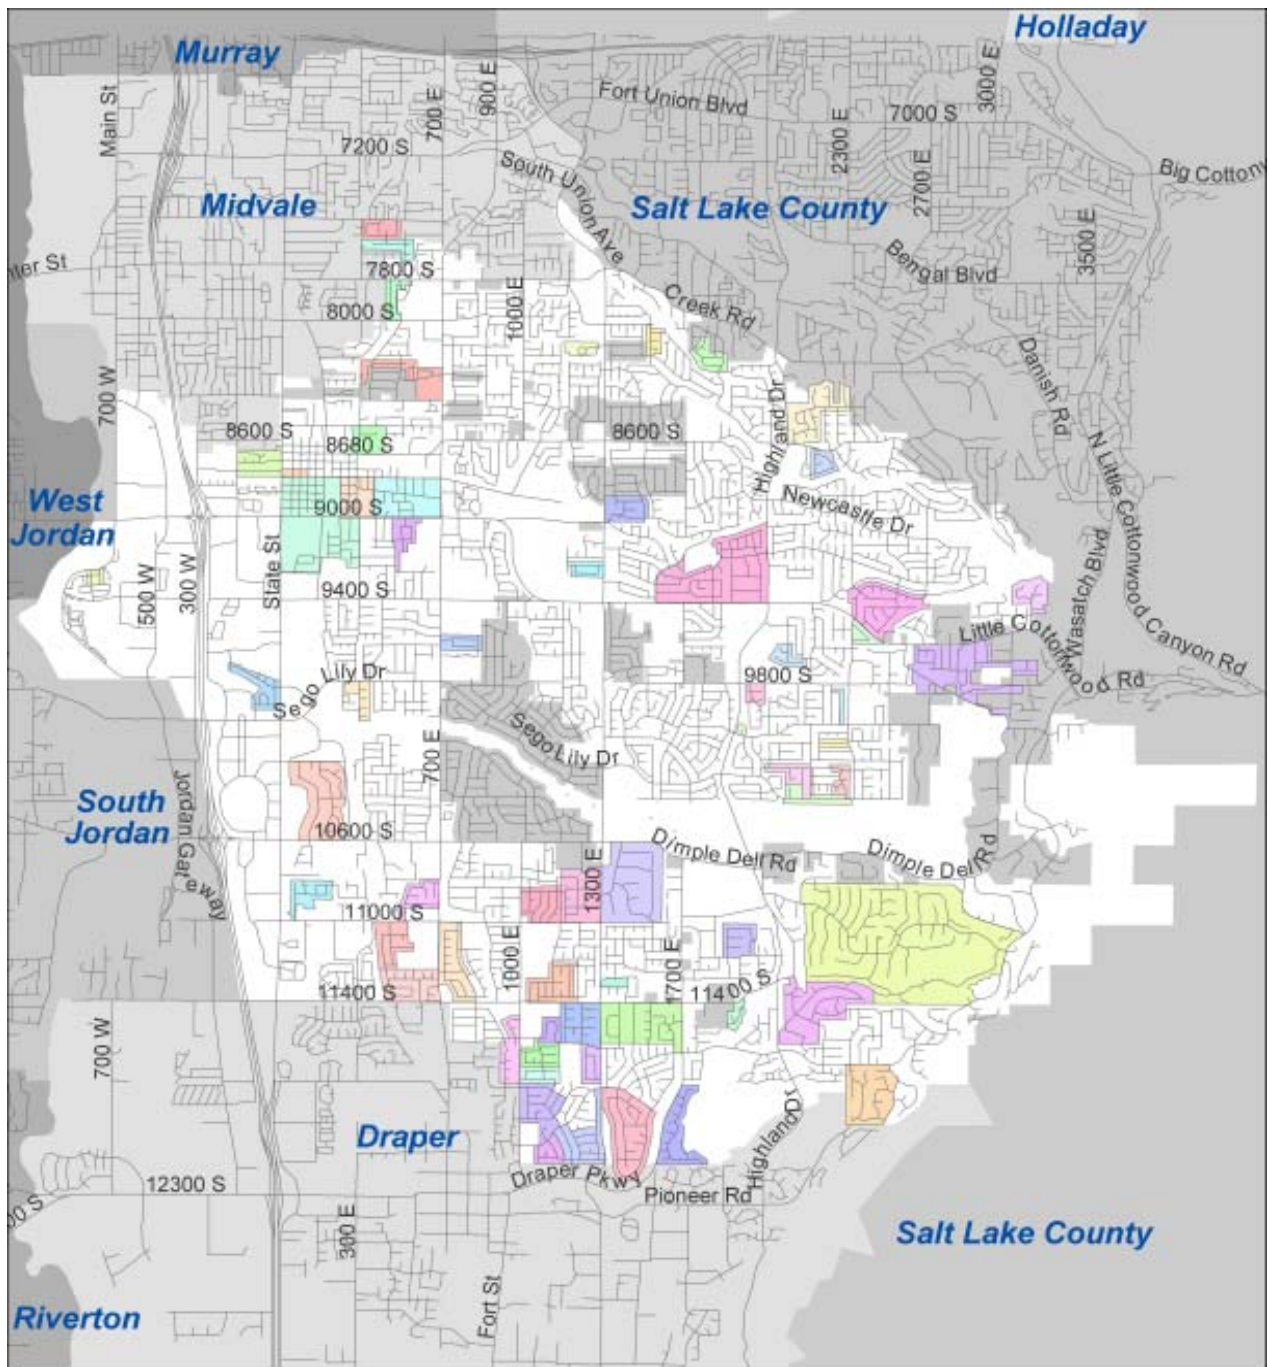 Holladay
Murray
3000 E
900 E
Main St
700 E
Fort Union Blvd
7000 S
2300 E
7200 S
South Union Ave
2700 E
Big Cotton
Midvale
Salt Lake County
3500 E
Bengal Blvd
nter St
7800 S
1000 E
Creek Rd
8000 S
Danish Rd
700 W
Highland Dr
8600 S
8680 S
8600 S
N Little Cottonwood Canyon Rd
West
Jordan
9000 S
Newcastle Dr
Wasatch Blvd
State St
500 W
300 W
9400 S
Little Cottonwood Rd
Sego Lily Dr
9800 S
700 E
Sego Lily Dr
Jordan Gateway
South
Jordan
10600 S
Dimple Dell Rd
Dimple Dell Rd
1300 E
11000 S
1000 E
1700 E
11400 S
11400 S
700 W
Highland Dr
Draper
Draper Pkwy
12300 S
Pioneer Rd
00 S
300 E
Salt Lake County
Fort St
Riverton